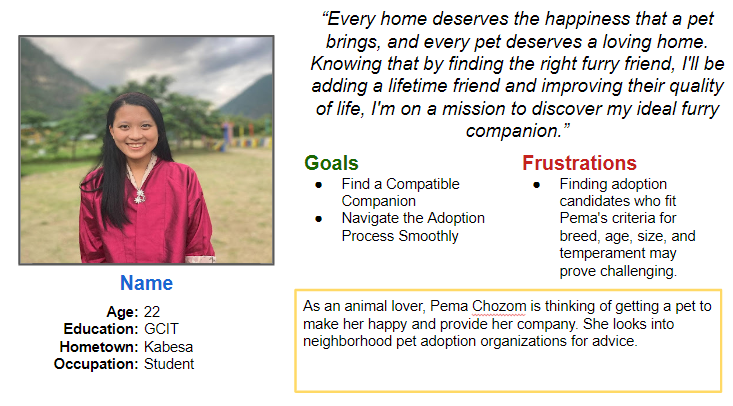 “Every home deserves the happiness that a pet
brings, and every pet deserves a loving home.
Knowing that by finding the right furry friend, I'll be
adding a lifetime friend and improving their quality
of life, I'm on a mission to discover my ideal furry
companion.”
Goals
● Find a Compatible
Companion
● Navigate the Adoption
Process Smoothly
Frustrations
● Finding adoption
candidates who fit
Pema's criteria for
breed, age, size, and
temperament may
prove challenging.
Name
Age: 22
Education: GCIT
Hometown: Kabesa
Occupation: Student
As an animal lover, Pema Chozom is thinking of getting a pet to
make her happy and provide her company. She looks into
neighborhood pet adoption organizations for advice.